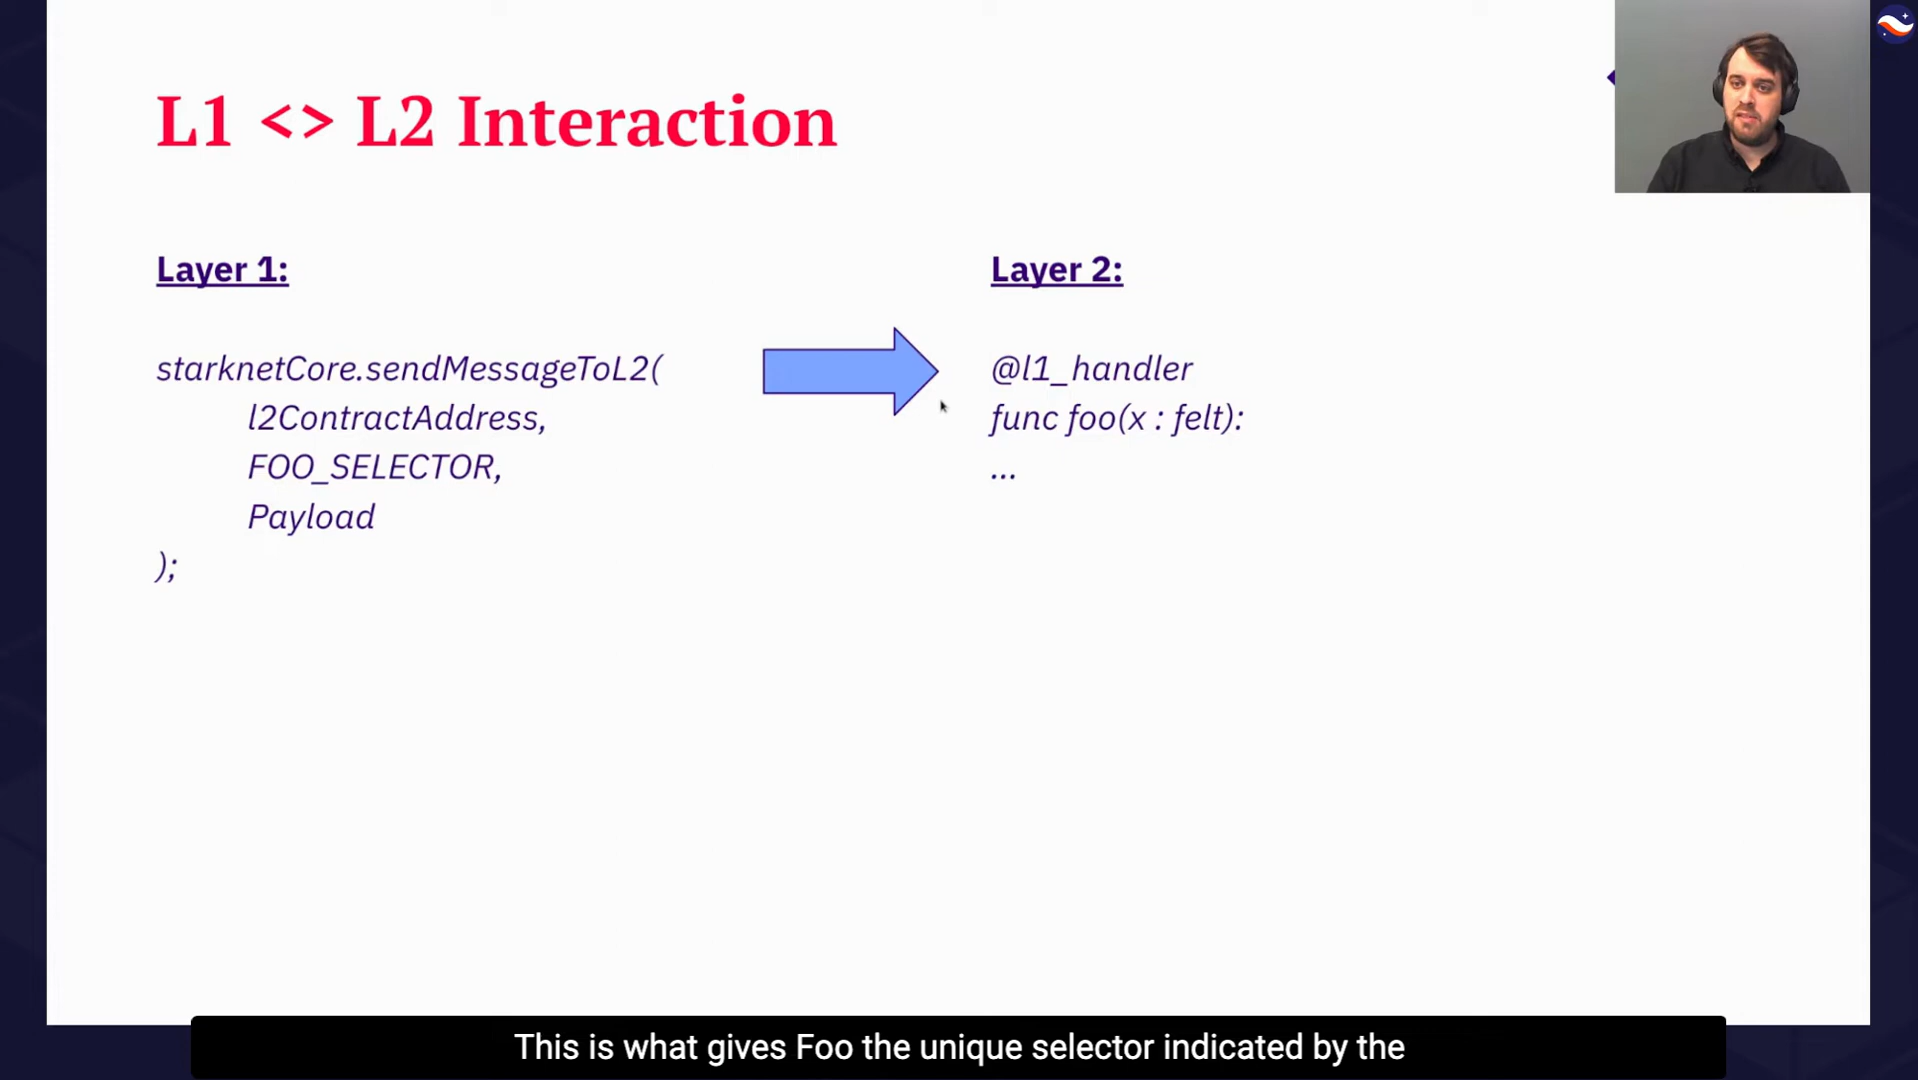 L1 <> L2 Interaction
Layer 1:
starknetCore.sendMessageToL2(
l2ContractAddress,
FOO_SELECTOR,
Payload
);
Layer 2:
@l1_handler
func foo(x : felt):
...
This is what gives Foo the unique selector indicated by the